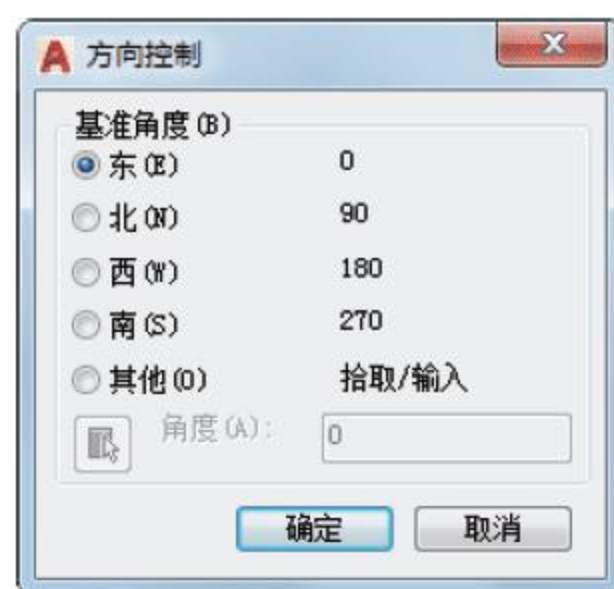 方向控制
基准角度(B)
东(E) 0
北(N) 90
西(W) 180
南(S) 270
其他(O) 拾取/输入
角度(A): 0
确定 取消